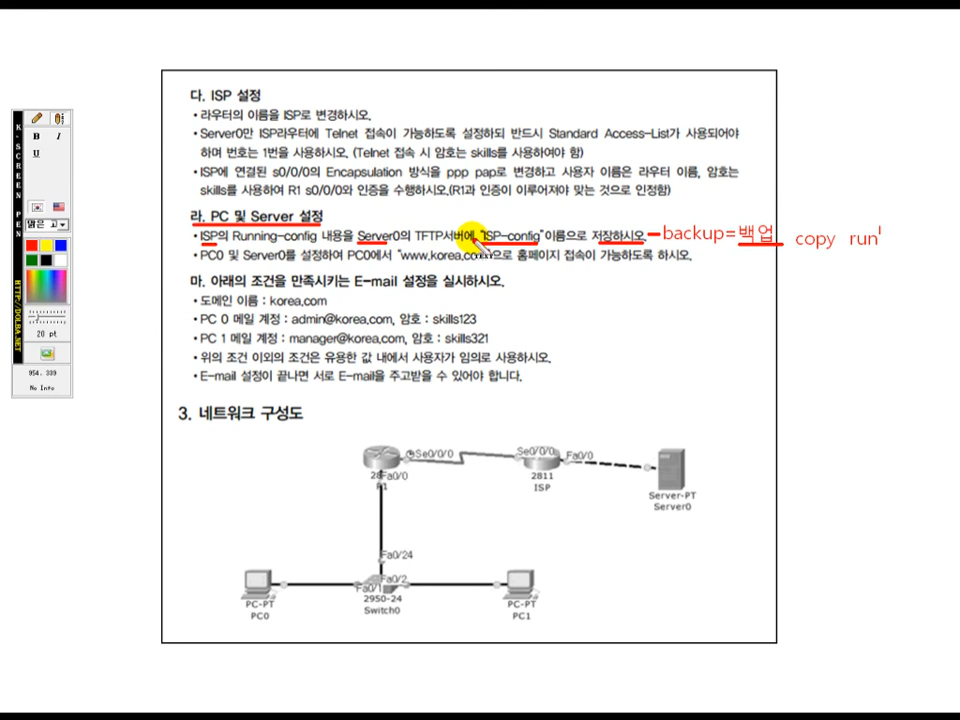 다. ISP 설정
• 라우터의 이름을 ISP로 변경하시오.
• Server0만 ISP라우터에 Telnet 접속이 가능하도록 설정하되 반드시 Standard Access-List가 사용되어야
하며 번호는 1번을 사용하시오. (Telnet 접속 시 암호는 skills를 사용하여야 함)
• ISP에 연결된 s0/0/0의 Encapsulation 방식을 ppp pap로 변경하고 사용자 이름은 라우터 이름, 암호는
skills를 사용하여 R1 s0/0/0와 인증을 수행하시오.(R1과 인증이 이루어져야 맞는 것으로 인정함)
라. PC 및 Server 설정
• ISP의 Running-config 내용을 Server0의 TFTP서버에 "ISP-config"이름으로 저장하시오. backup=백업 copy run
• PC0 및 Server0를 설정하여 PC0에서 "www.korea.com"으로 홈페이지 접속이 가능하도록 하시오.
마. 아래의 조건을 만족시키는 E-mail 설정을 실시하시오.
• 도메인 이름 : korea.com
• PC 0 메일 계정 : admin@korea.com, 암호 : skills123
• PC 1 메일 계정 : manager@korea.com, 암호 : skills321
• 위의 조건 이외의 조건은 유용한 값 내에서 사용자가 임의로 사용하시오.
• E-mail 설정이 끝나면 서로 E-mail을 주고받을 수 있어야 합니다.
3. 네트워크 구성도
Se0/0/0 Se0/0/0 Fa0/0
Fa0/0
R1
2811
ISP
Server-PT
Server0
Fa0/24
Fa0/2
Fa0/1
2950-24
Switch0
PC-PT
PC0
PC-PT
PC1
K-SCREEN PEN
HTTP://DOLBA.NET
B I
U
맑은 고
20 pt
954, 339
No Info